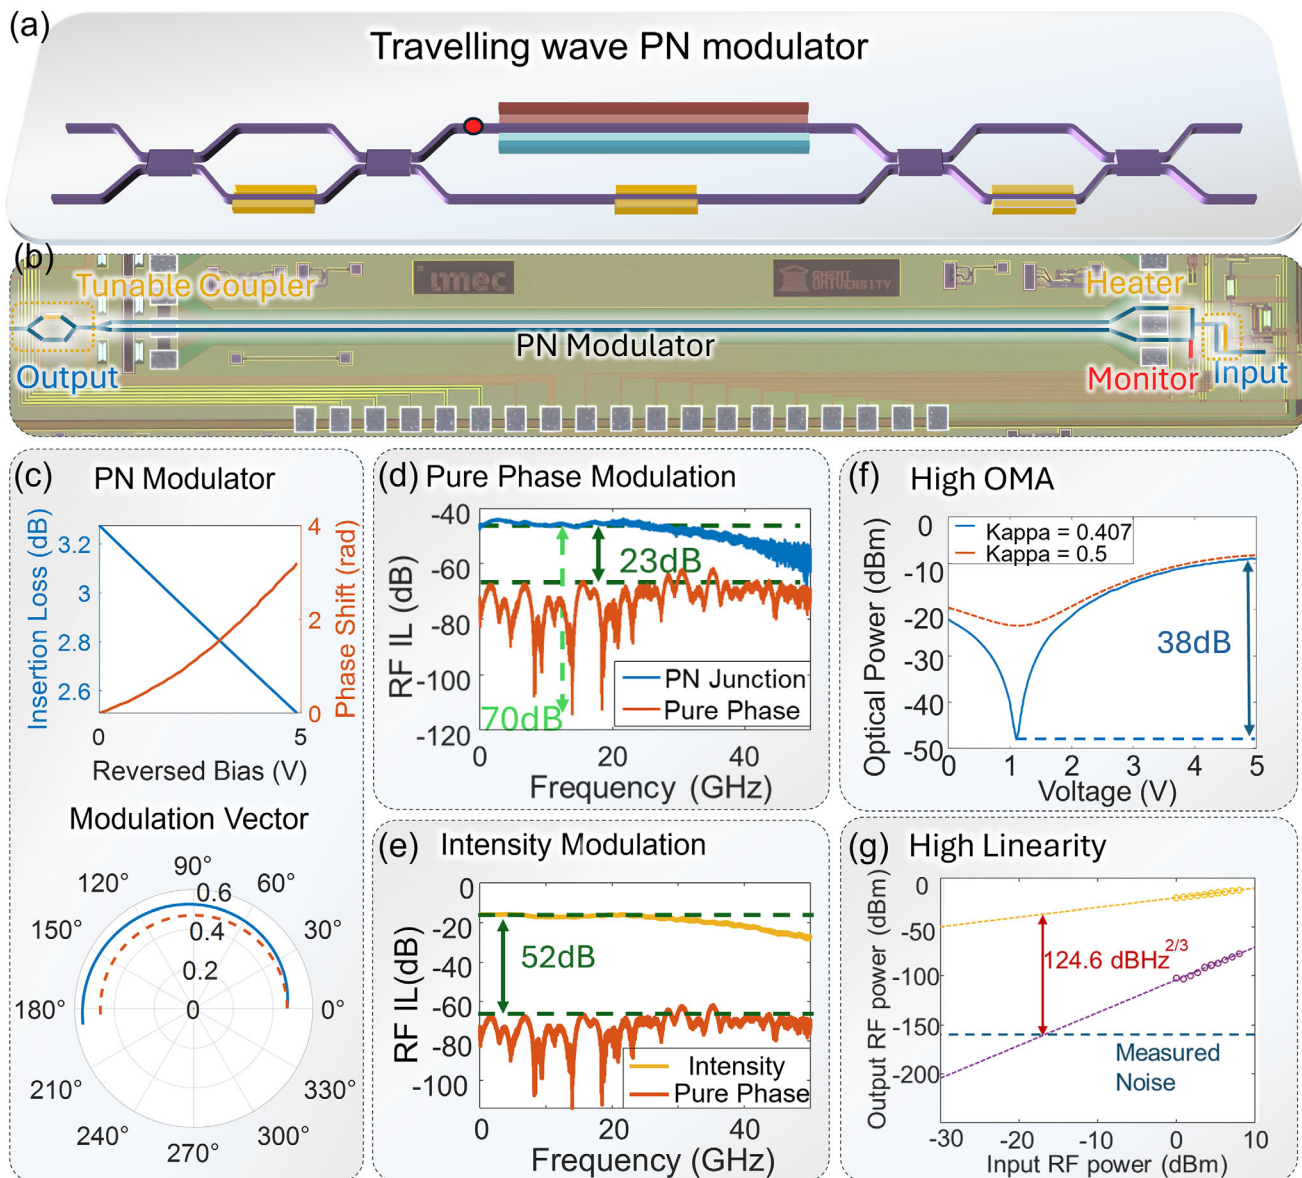 (a)
Travelling wave PN modulator
(b)
Tunable Coupler
imec
GHENT
UNIVERSITY
Heater
PN Modulator
Output
Monitor
Input
(c)
PN Modulator
Insertion Loss (dB)
3.2
3
2.8
2.6
4
2
0
Phase Shift (rad)
0
5
Reversed Bias (V)
Modulation Vector
90°
120°
60°
0.6
150°
0.4
30°
0.2
180°
0
0°
210°
330°
240°
300°
270°
(d)
Pure Phase Modulation
RF IL (dB)
-40
-60
-80
-100
-120
23dB
70dB
PN Junction
Pure Phase
0
20
40
Frequency (GHz)
(e)
Intensity Modulation
RF IL(dB)
0
-20
-40
-60
-80
-100
52dB
Intensity
Pure Phase
0
20
40
Frequency (GHz)
(f)
High OMA
Optical Power (dBm)
0
-10
-20
-30
-40
-50
Kappa = 0.407
Kappa = 0.5
38dB
0
1
2
3
4
5
Voltage (V)
(g)
High Linearity
Output RF power (dBm)
0
-50
-100
-150
-200
124.6 dBHz^2/3
Measured
Noise
-30
-20
-10
0
10
Input RF power (dBm)